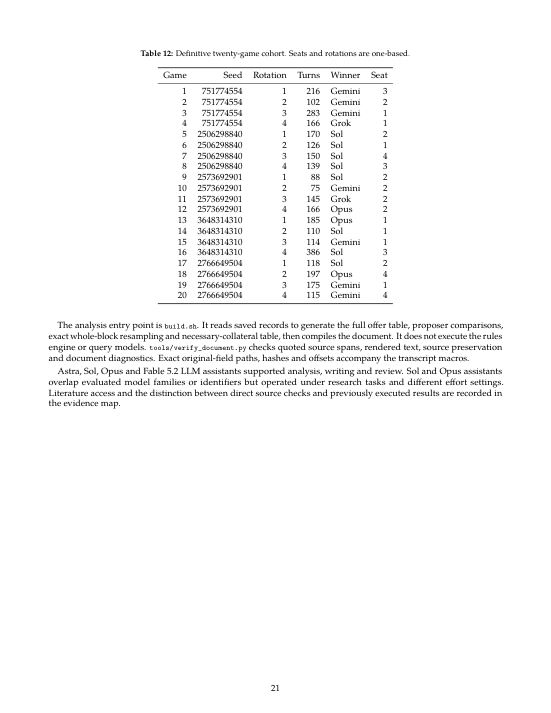 Table 12: Definitive twenty-game cohort. Seats and rotations are one-based.
Game Seed Rotation Turns Winner Seat
1 751774554 1 216 Gemini 3
2 751774554 2 102 Gemini 2
3 751774554 3 283 Gemini 1
4 751774554 4 166 Grok 1
5 2506298840 1 170 Sol 2
6 2506298840 2 126 Sol 1
7 2506298840 3 150 Sol 4
8 2506298840 4 139 Sol 3
9 2573692901 1 88 Sol 2
10 2573692901 2 75 Gemini 2
11 2573692901 3 145 Grok 2
12 2573692901 4 166 Opus 2
13 3648314310 1 185 Opus 1
14 3648314310 2 110 Sol 1
15 3648314310 3 114 Gemini 1
16 3648314310 4 386 Sol 3
17 2766649504 1 118 Sol 2
18 2766649504 2 197 Opus 4
19 2766649504 3 175 Gemini 1
20 2766649504 4 115 Gemini 4
The analysis entry point is build.sh. It reads saved records to generate the full offer table, proposer comparisons,
exact whole-block resampling and necessary-collateral table, then compiles the document. It does not execute the rules
engine or query models. tools/verify_document.py checks quoted source spans, rendered text, source preservation
and document diagnostics. Exact original-field paths, hashes and offsets accompany the transcript macros.
Astra, Sol, Opus and Fable 5.2 LLM assistants supported analysis, writing and review. Sol and Opus assistants
overlap evaluated model families or identifiers but operated under research tasks and different effort settings.
Literature access and the distinction between direct source checks and previously executed results are recorded in
the evidence map.
21